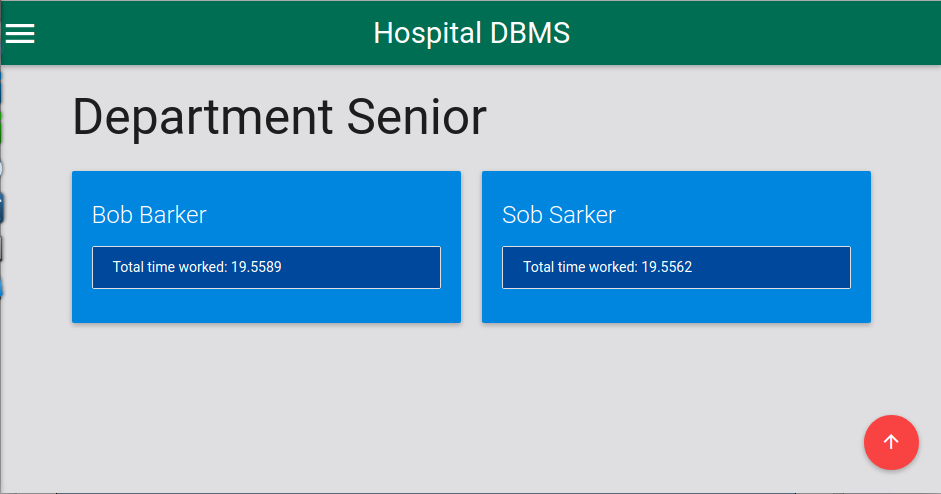 Hospital DBMS
Department Senior
Bob Barker
Total time worked: 19.5589
Sob Sarker
Total time worked: 19.5562